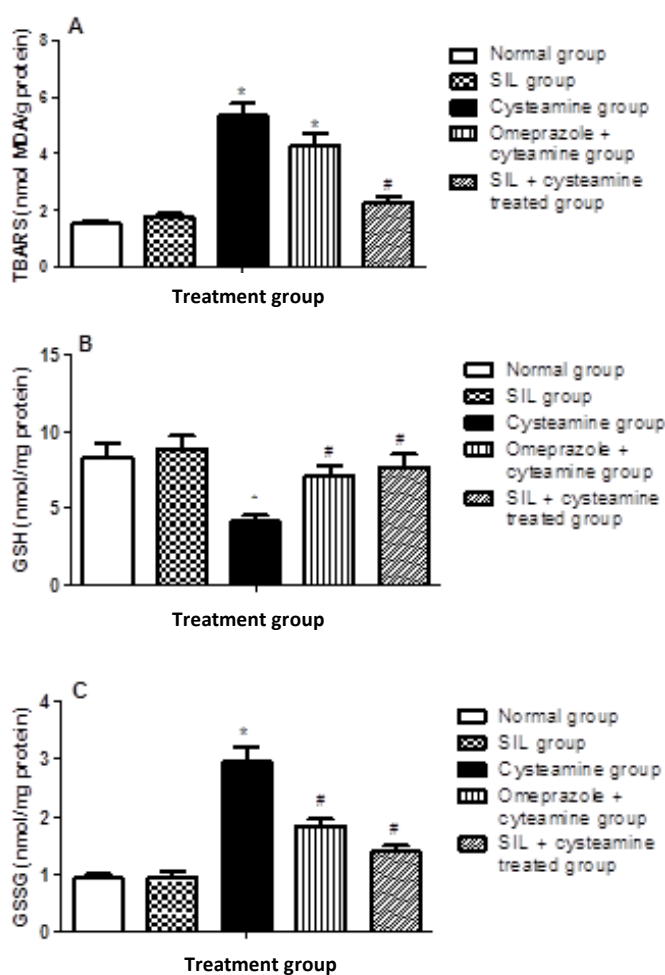 A
TBARS (nmol MDA/g protein)
8
6
4
2
0
*
*
#
Treatment group
Normal group
SIL group
Cysteamine group
Omeprazole +
cyteamine group
SIL + cysteamine
treated group
B
GSH (nmol/mg protein)
15
10
5
0
*
#
#
Treatment group
Normal group
SIL group
Cysteamine group
Omeprazole +
cyteamine group
SIL + cysteamine
treated group
C
GSSG (nmol/mg protein)
4
3
2
1
0
*
#
#
Treatment group
Normal group
SIL group
Cysteamine group
Omeprazole +
cyteamine group
SIL + cysteamine
treated group